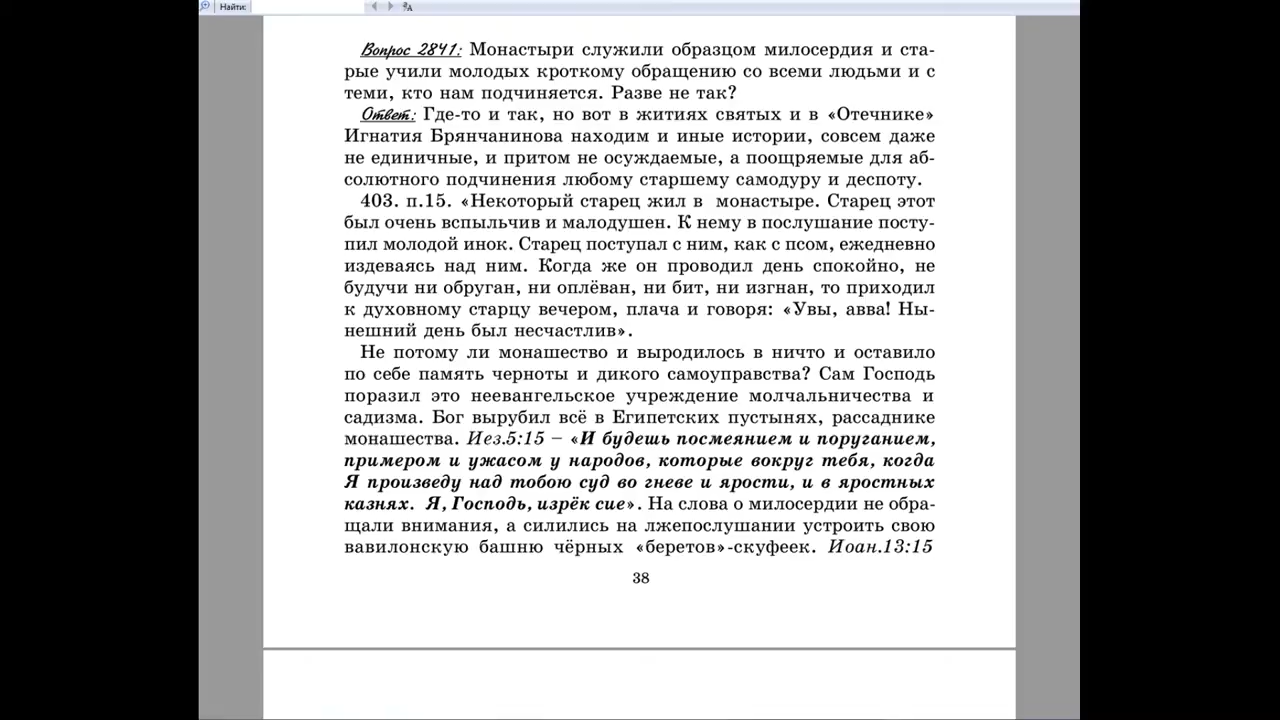 Найти:
Вопрос 2841: Монастыри служили образцом милосердия и ста-
рые учили молодых кроткому обращению со всеми людьми и с
теми, кто нам подчиняется. Разве не так?
Ответ: Где-то и так, но вот в житиях святых и в «Отечнике»
Игнатия Брянчанинова находим и иные истории, совсем даже
не единичные, и притом не осуждаемые, а поощряемые для аб-
солютного подчинения любому старшему самодуру и деспоту.
403. п.15. «Некоторый старец жил в монастыре. Старец этот
был очень вспыльчив и малодушен. К нему в послушание посту-
пил молодой инок. Старец поступал с ним, как с псом, ежедневно
издеваясь над ним. Когда же он проводил день спокойно, не
будучи ни обруган, ни оплёван, ни бит, ни изгнан, то приходил
к духовному старцу вечером, плача и говоря: «Увы, авва! Ны-
нешний день был несчастлив».
Не потому ли монашество и выродилось в ничто и оставило
по себе память черноты и дикого самоуправства? Сам Господь
поразил это неевангельское учреждение молчальничества и
садизма. Бог вырубил всё в Египетских пустынях, рассаднике
монашества. Иез.5:15 – «И будешь посмеянием и поруганием,
примером и ужасом у народов, которые вокруг тебя, когда
Я произведу над тобою суд во гневе и ярости, и в яростных
казнях. Я, Господь, изрёк сие». На слова о милосердии не обра-
щали внимания, а силились на лжепослушании устроить свою
вавилонскую башню чёрных «беретов»-скуфеек. Иоан.13:15
38